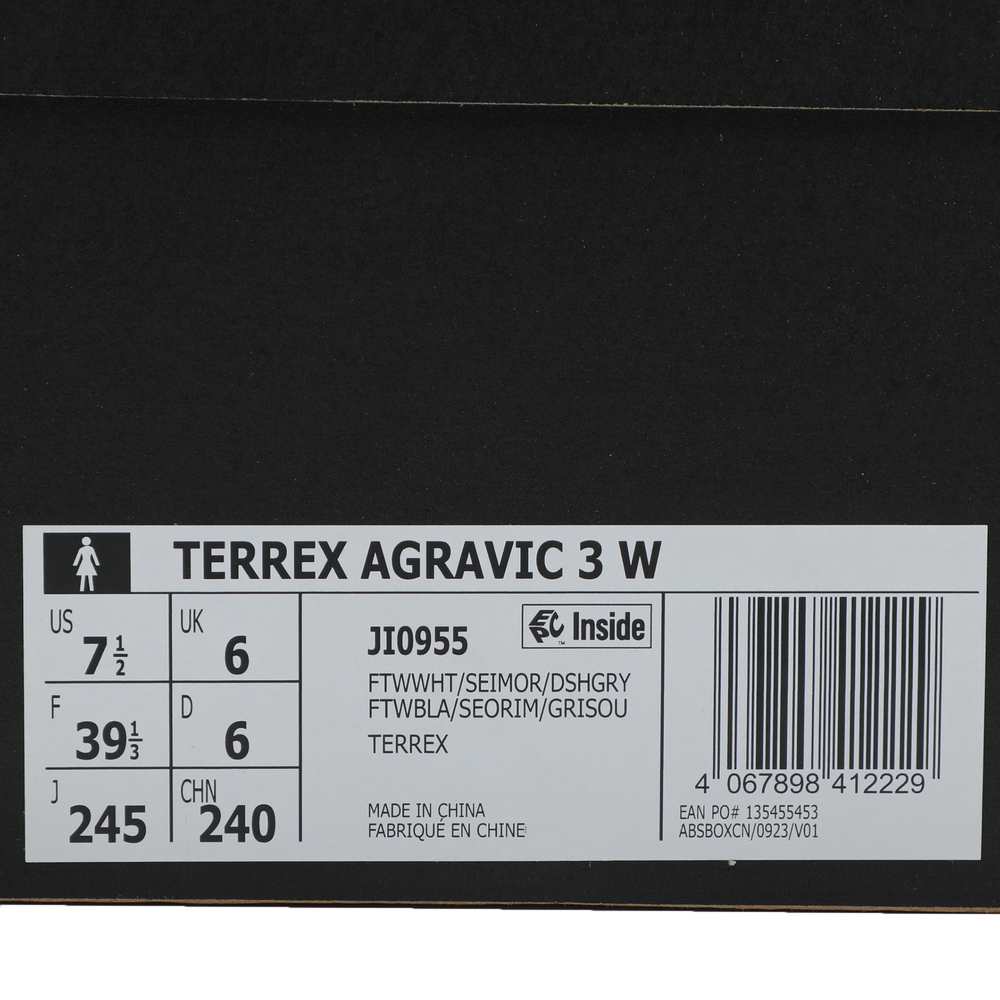 TERREX AGRAVIC 3 W
US 7 1/2
UK 6
F 39 1/3
D 6
J 245
CHN 240
JI0955
EPC Inside
™
FTWWHT/SEIMOR/DSHGRY
FTWBLA/SEORIM/GRISOU
TERREX
MADE IN CHINA
FABRIQUÉ EN CHINE
4 067898 412229
EAN PO# 135455453
ABSBOXCN/0923/V01